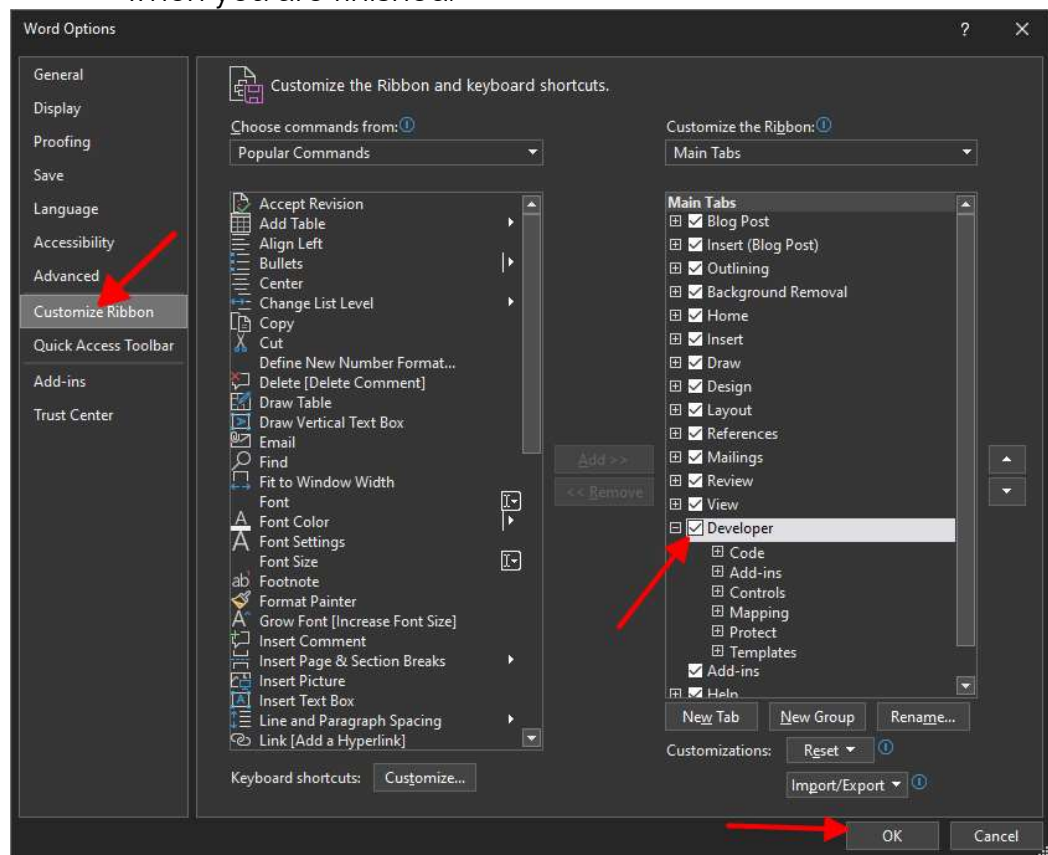 when you are finished.
Word Options
?
General
Display
Proofing
Save
Language
Accessibility
Advanced
Customize Ribbon
Quick Access Toolbar
Add-ins
Trust Center
Customize the Ribbon and keyboard shortcuts.
Choose commands from:
Popular Commands
Accept Revision
Add Table
Align Left
Bullets
Center
Change List Level
Copy
Cut
Define New Number Format...
Delete [Delete Comment]
Draw Table
Draw Vertical Text Box
Email
Find
Fit to Window Width
Font
Font Color
Font Settings
Font Size
Footnote
Format Painter
Grow Font [Increase Font Size]
Insert Comment
Insert Page & Section Breaks
Insert Picture
Insert Text Box
Line and Paragraph Spacing
Link [Add a Hyperlink]
Keyboard shortcuts: Customize...
Add >>
<< Remove
Customize the Ribbon:
Main Tabs
Main Tabs
Blog Post
Insert (Blog Post)
Outlining
Background Removal
Home
Insert
Draw
Design
Layout
References
Mailings
Review
View
Developer
Code
Add-ins
Controls
Mapping
Protect
Templates
Add-ins
Help
New Tab New Group Rename...
Customizations: Reset
Import/Export
OK Cancel